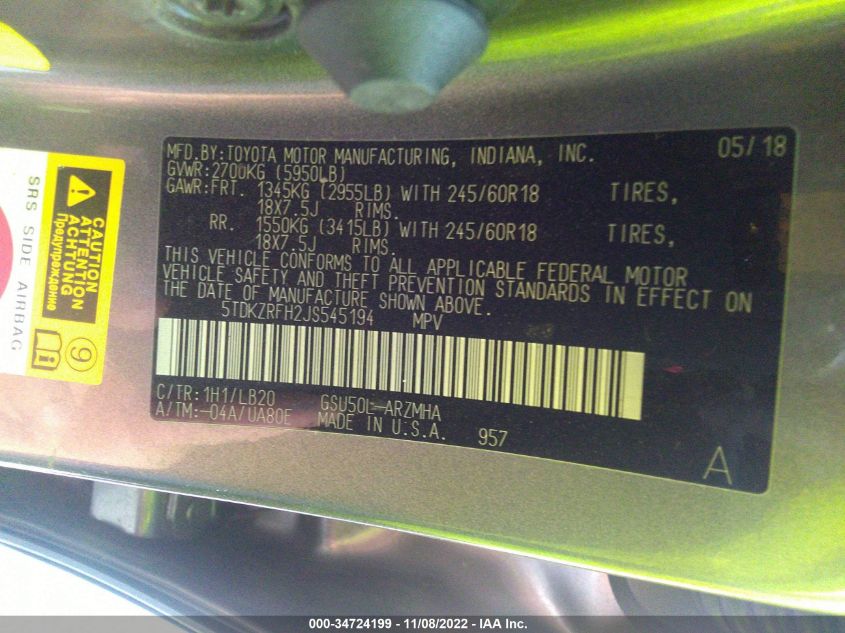 MFD.BY:TOYOTA MOTOR MANUFACTURING, INDIANA, INC. 05/18
GVWR:2700KG (5950LB)
GAWR:FRT. 1345KG (2955LB) WITH 245/60R18 TIRES,
18X7.5J RIMS.
RR. 1550KG (3415LB) WITH 245/60R18 TIRES,
18X7.5J RIMS.
THIS VEHICLE CONFORMS TO ALL APPLICABLE FEDERAL MOTOR
VEHICLE SAFETY AND THEFT PREVENTION STANDARDS IN EFFECT ON
THE DATE OF MANUFACTURE SHOWN ABOVE.
5TDKZRFH2JS545194 MPV
C/TR:1H1/LB20 GSU50L-ARZMHA
A/TM:-04A/UA80E MADE IN U.S.A. 957
A
SRS SIDE AIRBAG
CAUTION
ATTENTION
ACHTUNG
Предупреждение
9
000-34724199 - 11/08/2022 - IAA Inc.